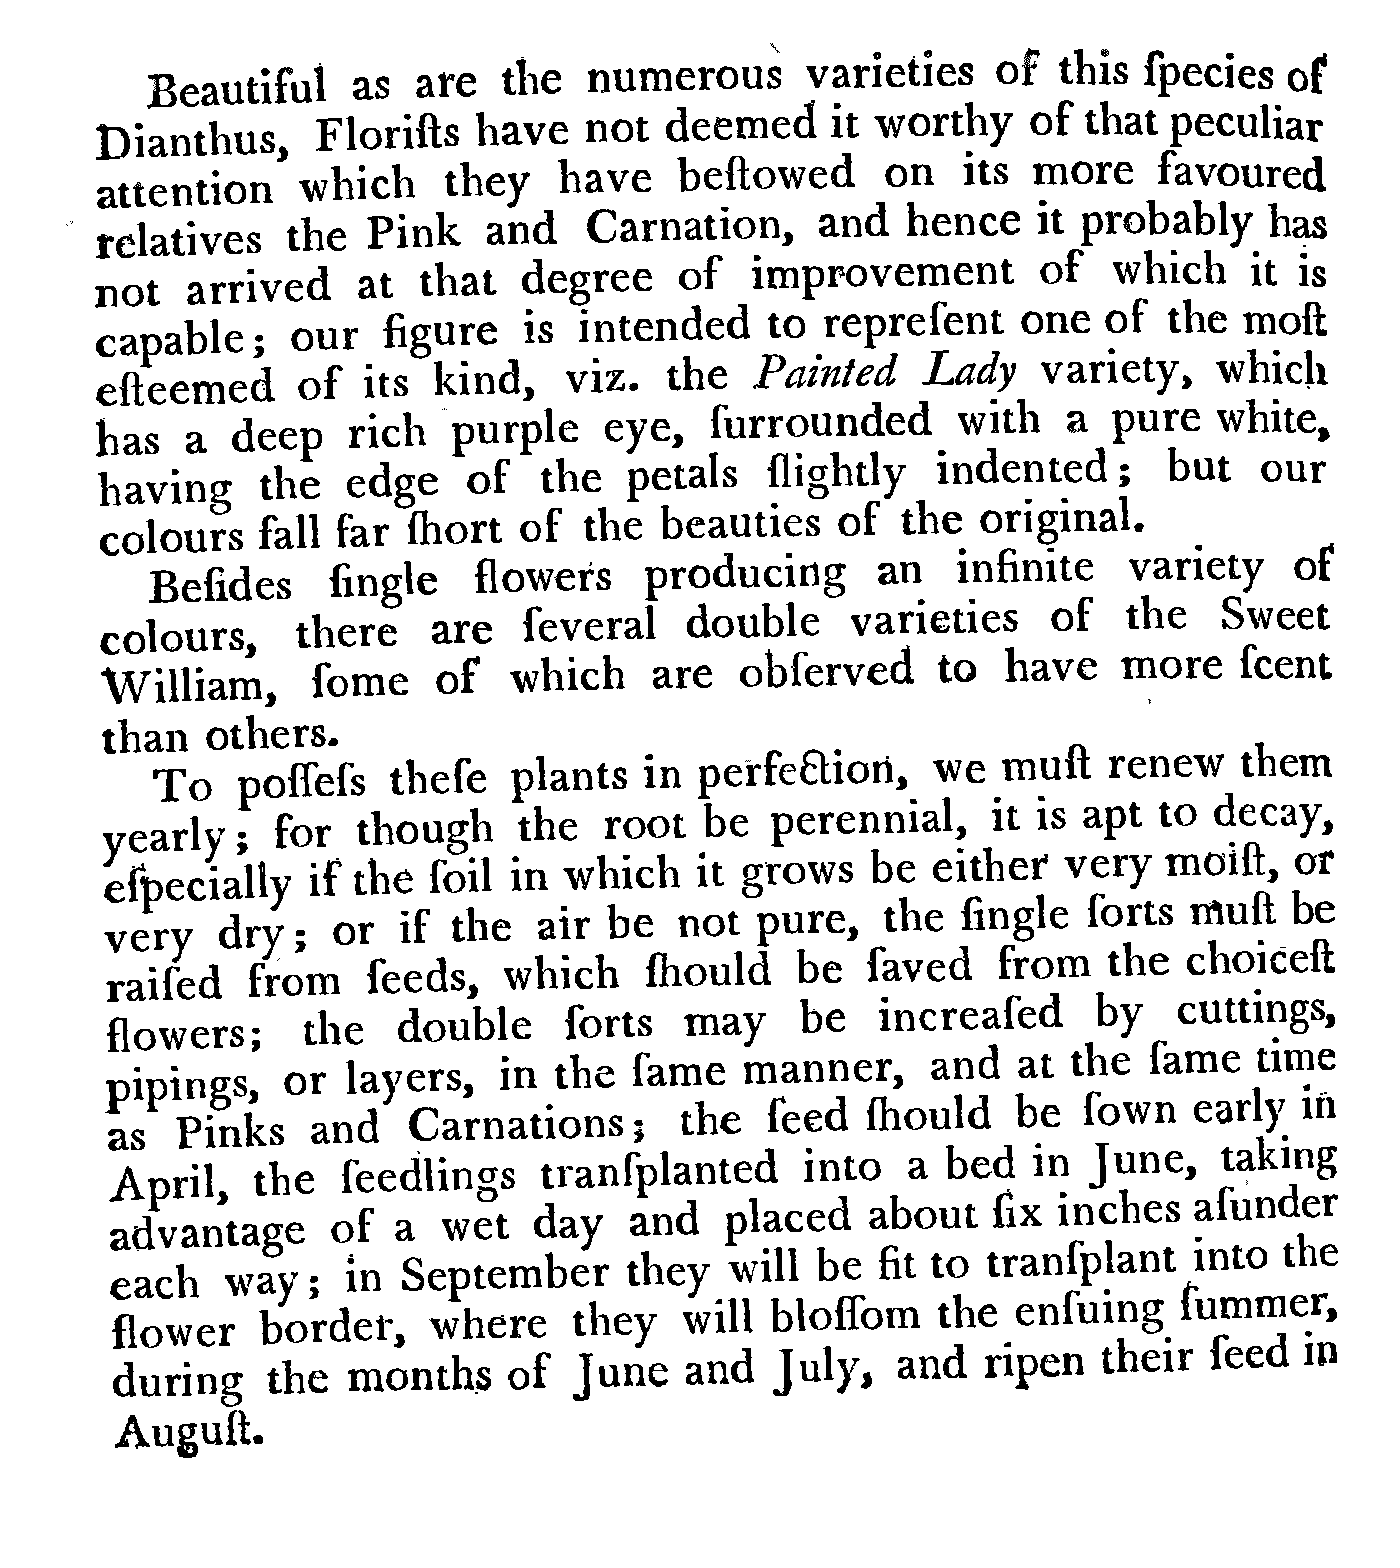 Beautiful as are the numerous varieties of this ſpecies of
Dianthus, Floriſts have not deemed it worthy of that peculiar
attention which they have beſtowed on its more favoured
relatives the Pink and Carnation, and hence it probably has
not arrived at that degree of improvement of which it is
capable; our figure is intended to repreſent one of the moſt
eſteemed of its kind, viz. the Painted Lady variety, which
has a deep rich purple eye, ſurrounded with a pure white,
having the edge of the petals ſlightly indented; but our
colours fall far ſhort of the beauties of the original.
Beſides ſingle flowers producing an infinite variety of
colours, there are ſeveral double varieties of the Sweet
William, ſome of which are obſerved to have more ſcent
than others.
To poſſeſs theſe plants in perfection, we muſt renew them
yearly; for though the root be perennial, it is apt to decay,
eſpecially if the ſoil in which it grows be either very moiſt, or
very dry; or if the air be not pure, the ſingle ſorts muſt be
raiſed from ſeeds, which ſhould be ſaved from the choiceſt
flowers; the double ſorts may be increaſed by cuttings,
pipings, or layers, in the ſame manner, and at the ſame time
as Pinks and Carnations; the ſeed ſhould be ſown early in
April, the ſeedlings tranſplanted into a bed in June, taking
advantage of a wet day and placed about ſix inches aſunder
each way; in September they will be fit to tranſplant into the
flower border, where they will bloſſom the enſuing ſummer,
during the months of June and July, and ripen their ſeed in
Auguſt.